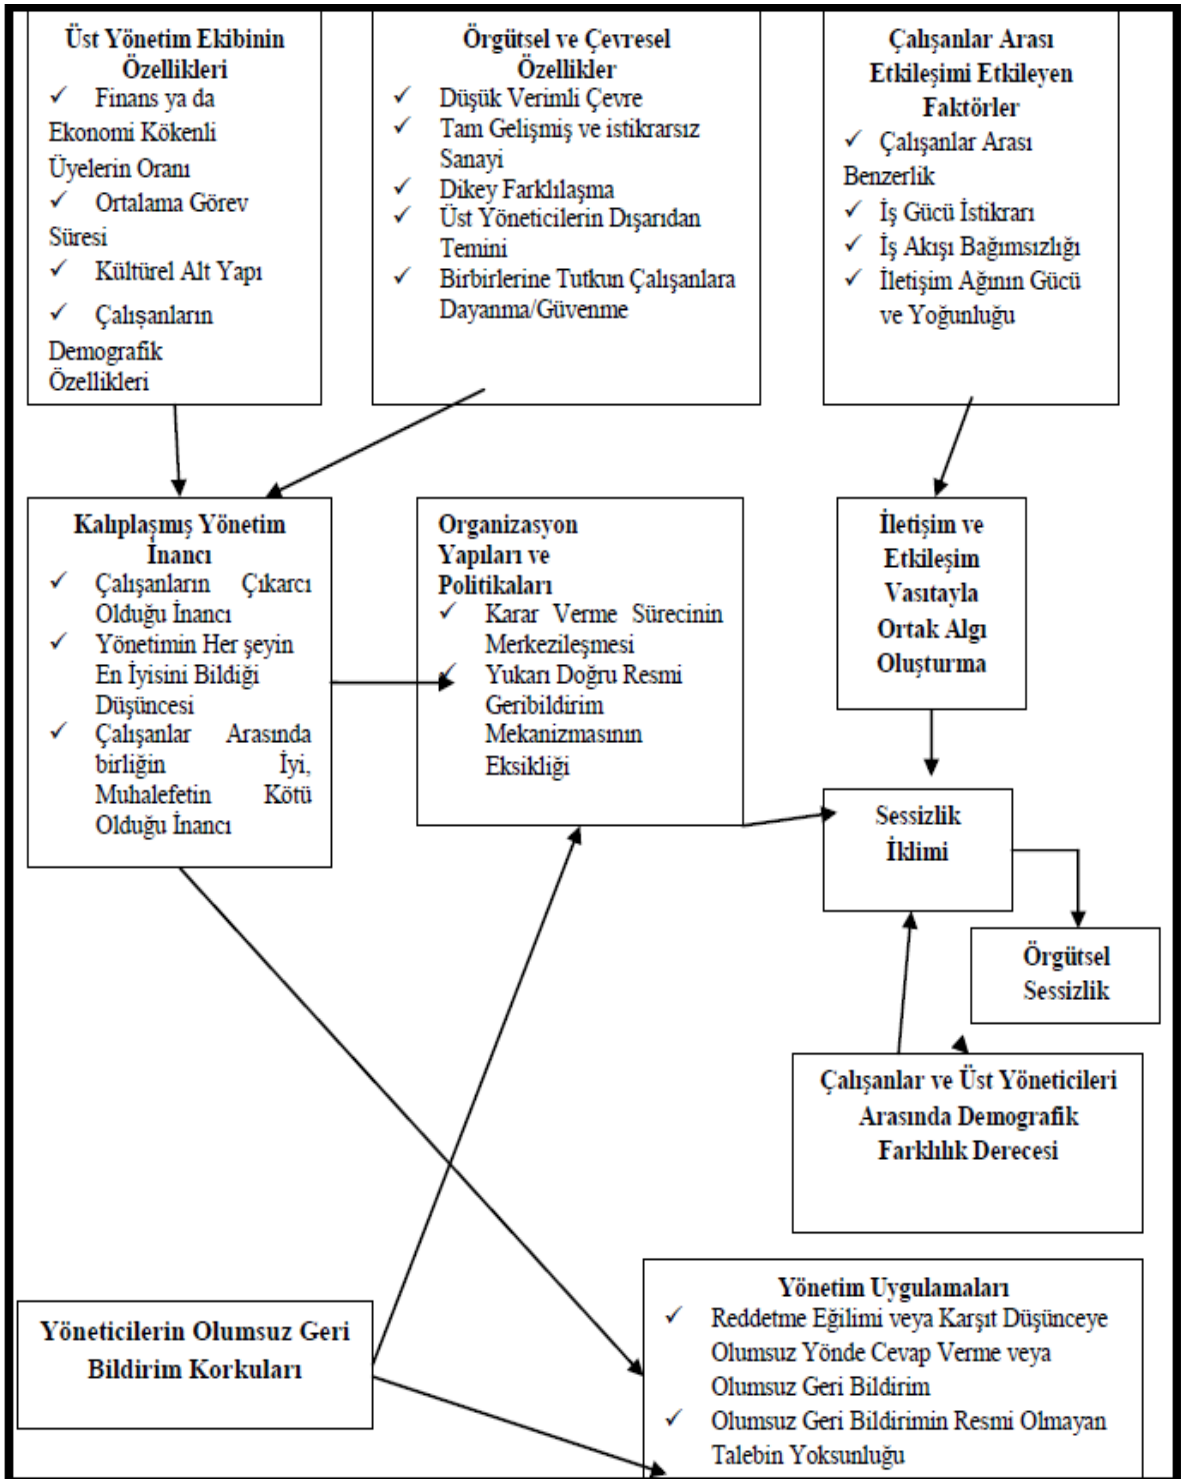 Üst Yönetim Ekibinin
Özellikleri
✓ Finans ya da
Ekonomi Kökenli
Üyelerin Oranı
✓ Ortalama Görev
Süresi
✓ Kültürel Alt Yapı
✓ Çalışanların
Demografik
Özellikleri
Örgütsel ve Çevresel
Özellikler
✓ Düşük Verimli Çevre
✓ Tam Gelişmiş ve istikrarsız
Sanayi
✓ Dikey Farklılaşma
✓ Üst Yöneticilerin Dışarıdan
Temini
✓ Birbirlerine Tutkun Çalışanlara
Dayanma/Güvenme
Çalışanlar Arası
Etkileşimi Etkileyen
Faktörler
✓ Çalışanlar Arası
Benzerlik
✓ İş Gücü İstikrarı
✓ İş Akışı Bağımsızlığı
✓ İletişim Ağının Gücü
ve Yoğunluğu
Kalıplaşmış Yönetim
İnancı
✓ Çalışanların Çıkarcı
Olduğu İnancı
✓ Yönetimin Her şeyin
En İyisini Bildiği
Düşüncesi
✓ Çalışanlar Arasında
birliğin İyi,
Muhalefetin Kötü
Olduğu İnancı
Organizasyon
Yapıları ve
Politikaları
✓ Karar Verme Sürecinin
Merkezileşmesi
✓ Yukarı Doğru Resmi
Geribildirim
Mekanizmasının
Eksikliği
İletişim ve
Etkileşim
Vasıtayla
Ortak Algı
Oluşturma
Sessizlik
İklimi
Örgütsel
Sessizlik
Çalışanlar ve Üst Yöneticileri
Arasında Demografik
Farklılık Derecesi
Yöneticilerin Olumsuz Geri
Bildirim Korkuları
Yönetim Uygulamaları
✓ Reddetme Eğilimi veya Karşıt Düşünceye
Olumsuz Yönde Cevap Verme veya
Olumsuz Geri Bildirim
✓ Olumsuz Geri Bildirimin Resmi Olmayan
Talebin Yoksunluğu